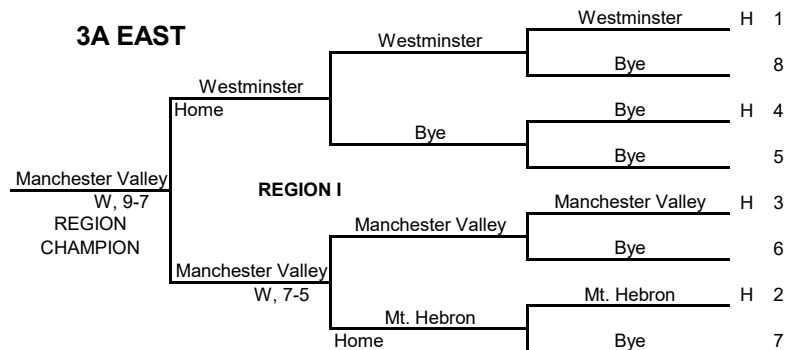 Westminster H 1
3A EAST
Westminster
Bye 8
Westminster
Home
Bye H 4
Bye
Bye 5
Manchester Valley
W, 9-7
REGION I
REGION
CHAMPION
Manchester Valley H 3
Manchester Valley
Bye 6
Manchester Valley
W, 7-5
Mt. Hebron H 2
Mt. Hebron
Home
Bye 7